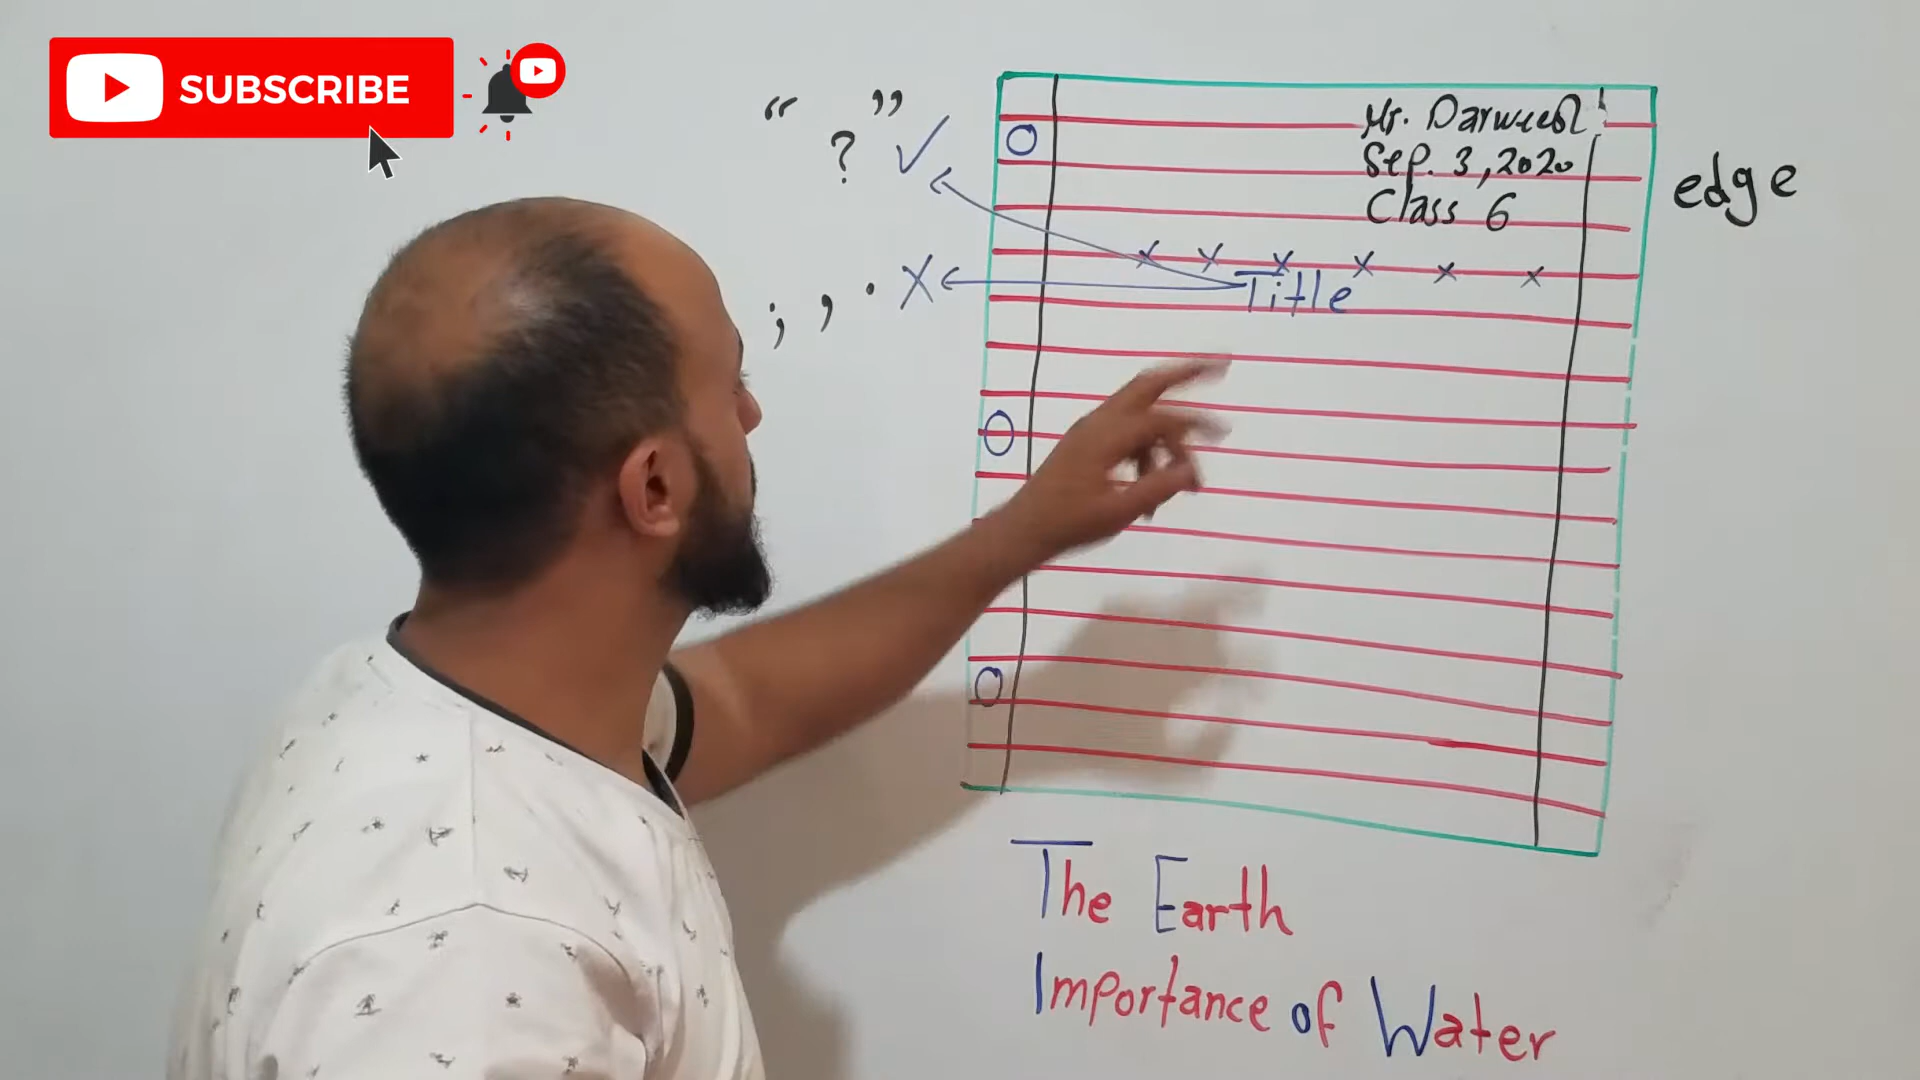 SUBSCRIBE
“ ? ”
; , .
Mr. Darweesh
Sep. 3, 2020
Class 6
edge
x x x x x x
Title
The Earth
Importance of Water